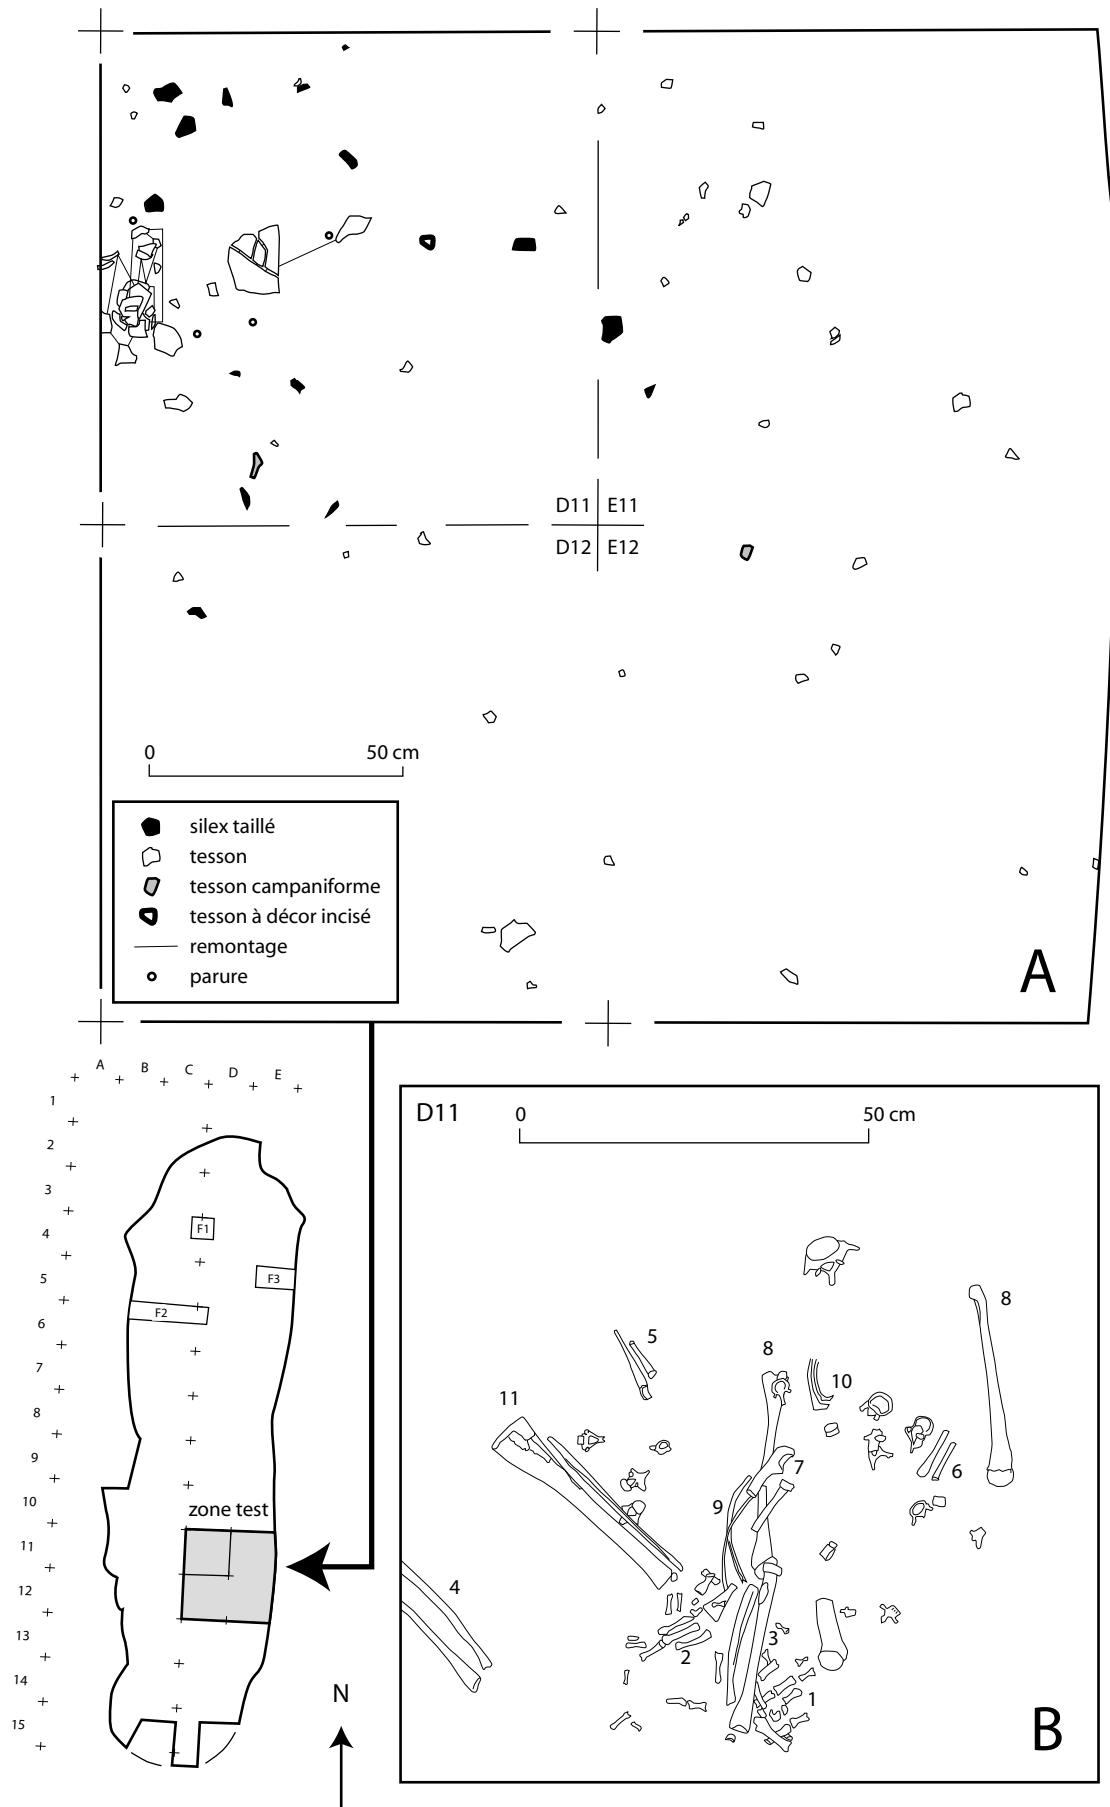 D11 E11
D12 E12
0 50 cm
silex taillé
tesson
tesson campaniforme
tesson à décor incisé
remontage
parure
A
A B C D E
1
2
3
4
5
6
7
8
9
10
11
12
13
14
15
F1
F3
F2
zone test
N
D11
0 50 cm
8
5
8
10
11
7
6
9
4
3
2
1
B